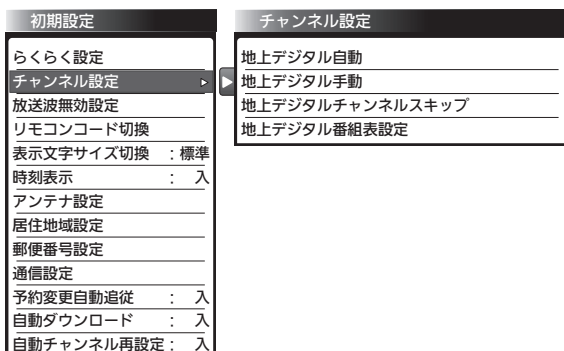 初期設定
らくらく設定
チャンネル設定
放送波無効設定
リモコンコード切換
表示文字サイズ切換 : 標準
時刻表示 : 入
アンテナ設定
居住地域設定
郵便番号設定
通信設定
予約変更自動追従 : 入
自動ダウンロード : 入
自動チャンネル再設定 : 入
チャンネル設定
地上デジタル自動
地上デジタル手動
地上デジタルチャンネルスキップ
地上デジタル番組表設定